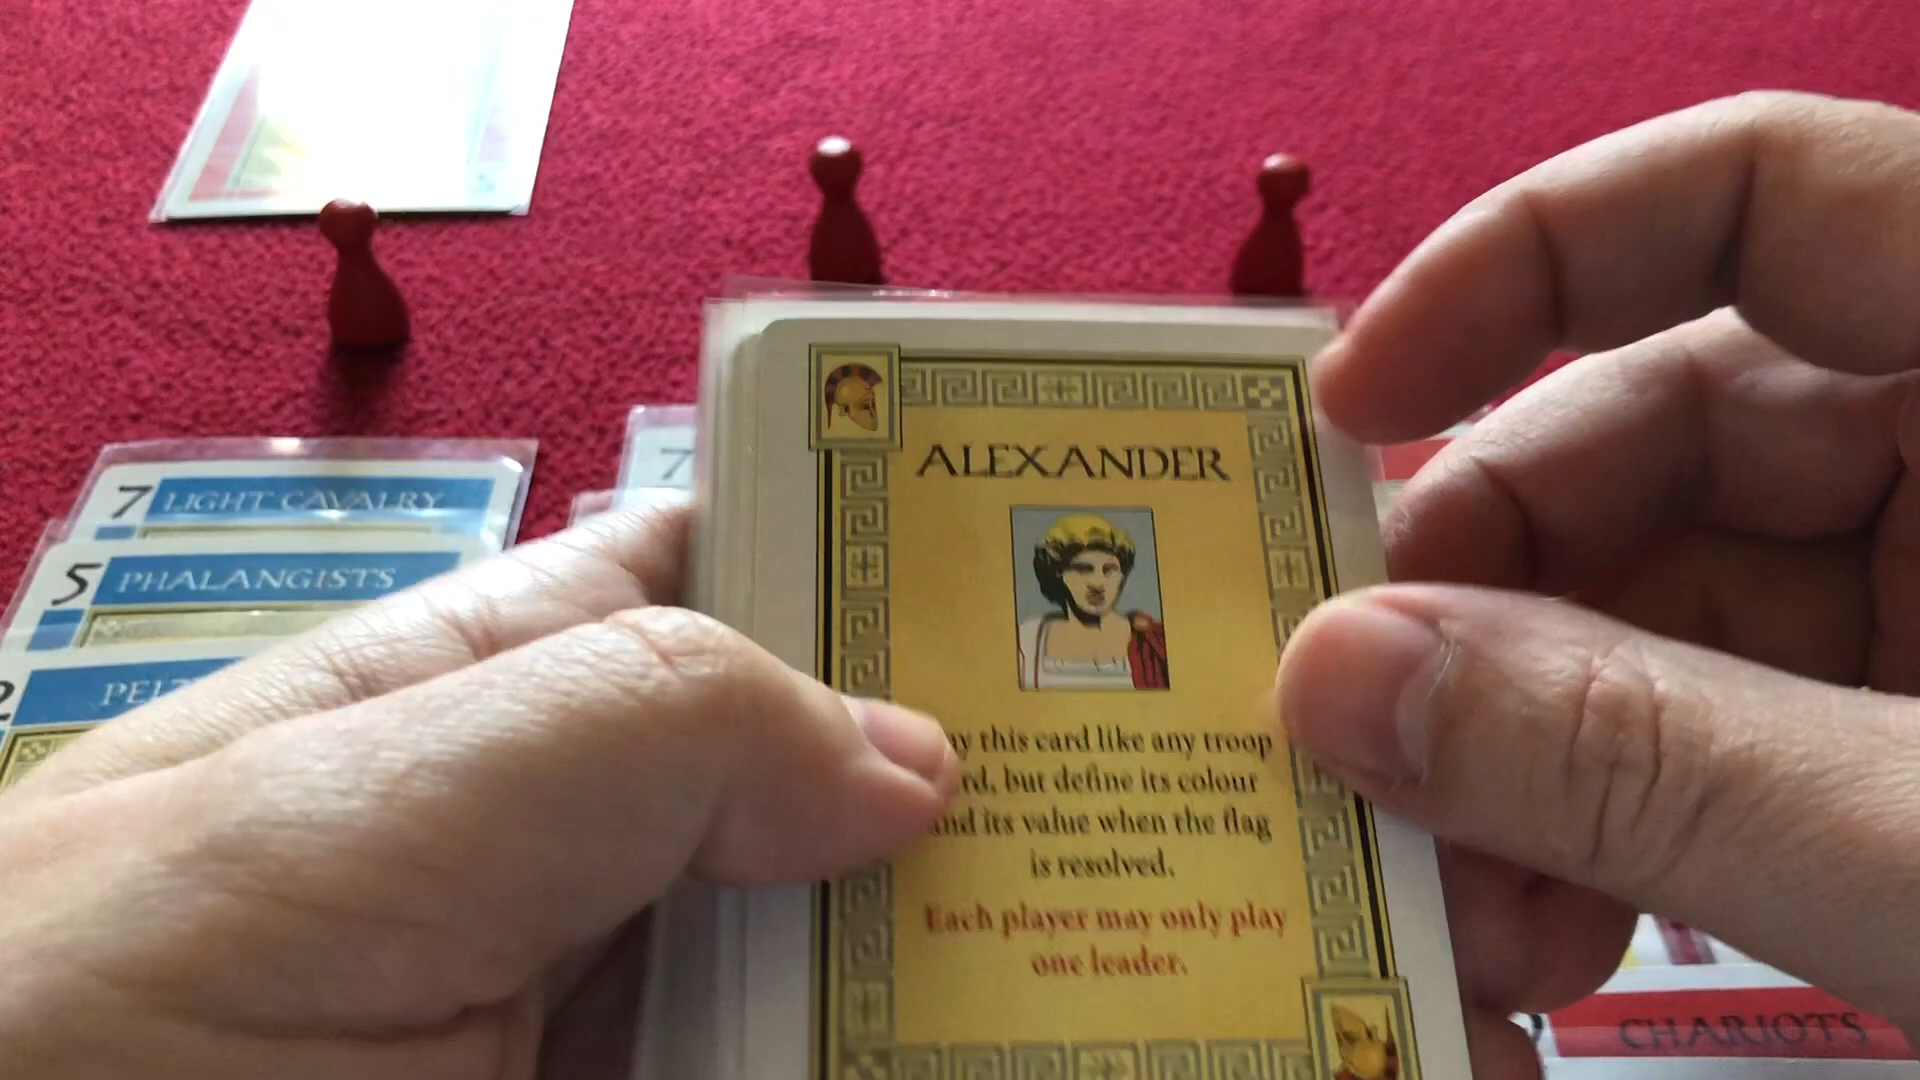 7 LIGHT CAVALRY
5 PHALANGISTS
2
7
ALEXANDER
this card like any troop
but define its colour
and its value when the flag
is resolved.
Each player may only play
one leader.
CHARIOTS